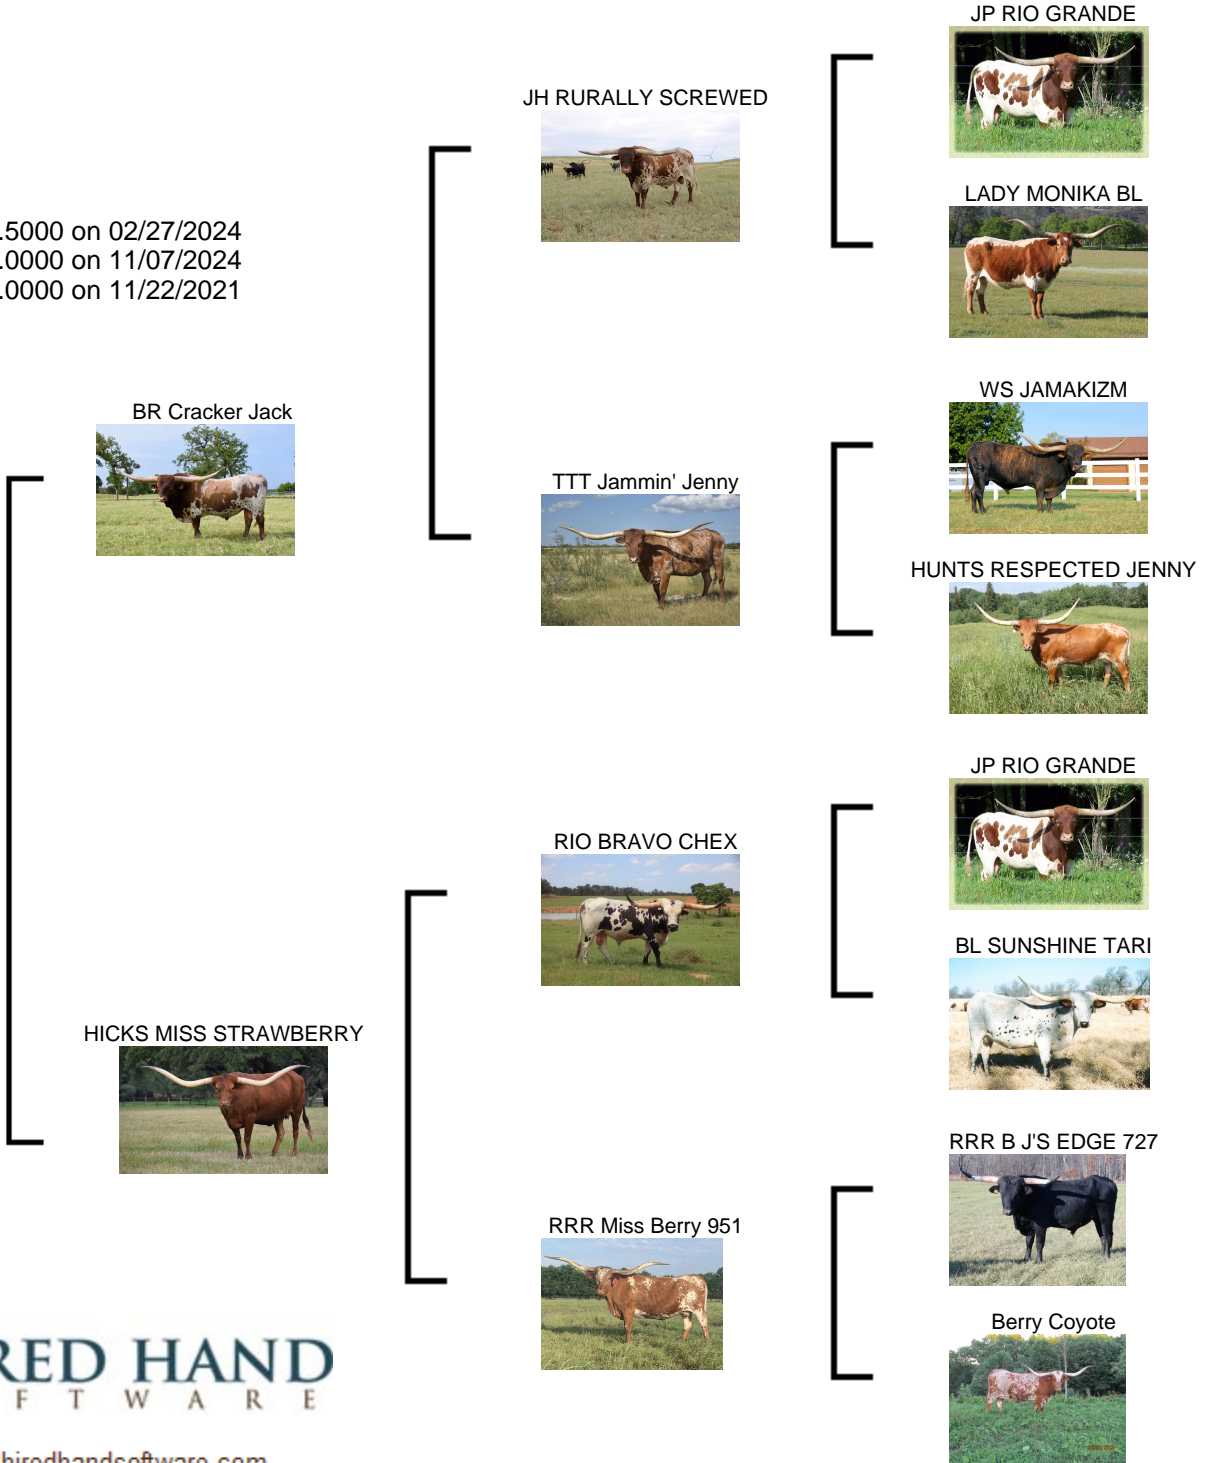 JP RIO GRANDE
JH RURALLY SCREWED
LADY MONIKA BL
.5000 on 02/27/2024
.0000 on 11/07/2024
.0000 on 11/22/2021
WS JAMAKIZM
BR Cracker Jack
TTT Jammin' Jenny
HUNTS RESPECTED JENNY
JP RIO GRANDE
RIO BRAVO CHEX
BL SUNSHINE TARI
HICKS MISS STRAWBERRY
RRR B J'S EDGE 727
RRR Miss Berry 951
Berry Coyote
RED HAND
F T W A R E
hiredhandsoftware.com